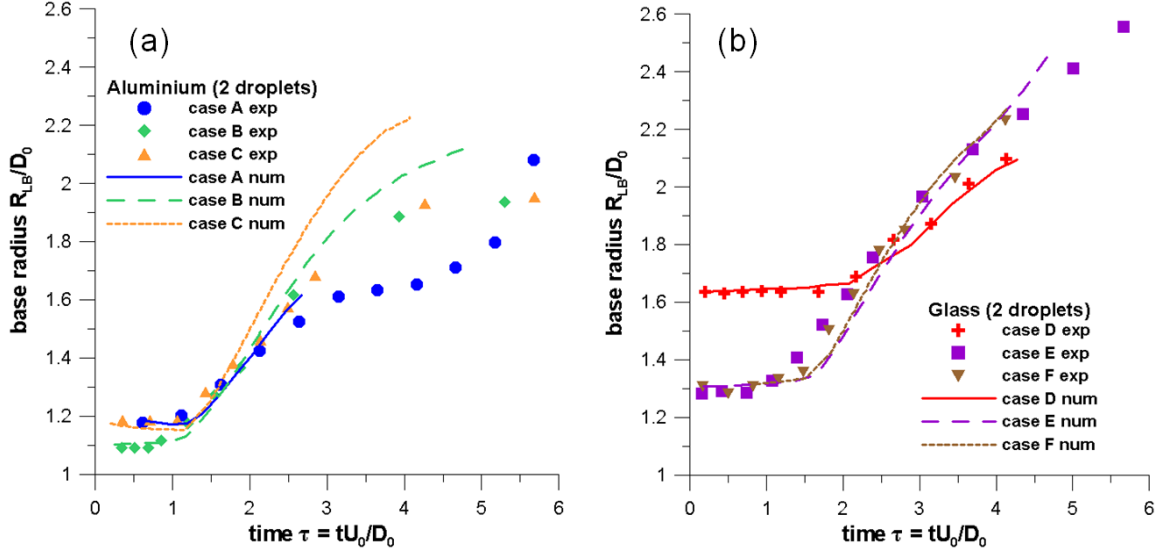 (a)
Aluminium (2 droplets)
case A exp
case B exp
case C exp
case A num
case B num
case C num
base radius R_LB/D_0
2.6
2.4
2.2
2
1.8
1.6
1.4
1.2
1
0 1 2 3 4 5 6
time τ = tU_0/D_0
(b)
Glass (2 droplets)
case D exp
case E exp
case F exp
case D num
case E num
case F num
base radius R_LB/D_0
2.6
2.4
2.2
2
1.8
1.6
1.4
1.2
1
0 1 2 3 4 5 6
time τ = tU_0/D_0